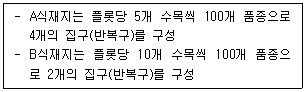 - A식재지는 플롯당 5개 수목씩 100개 품종으로
4개의 집구(반복구)를 구성
- B식재지는 플롯당 10개 수목씩 100개 품종으
로 2개의 집구(반복구)를 구성